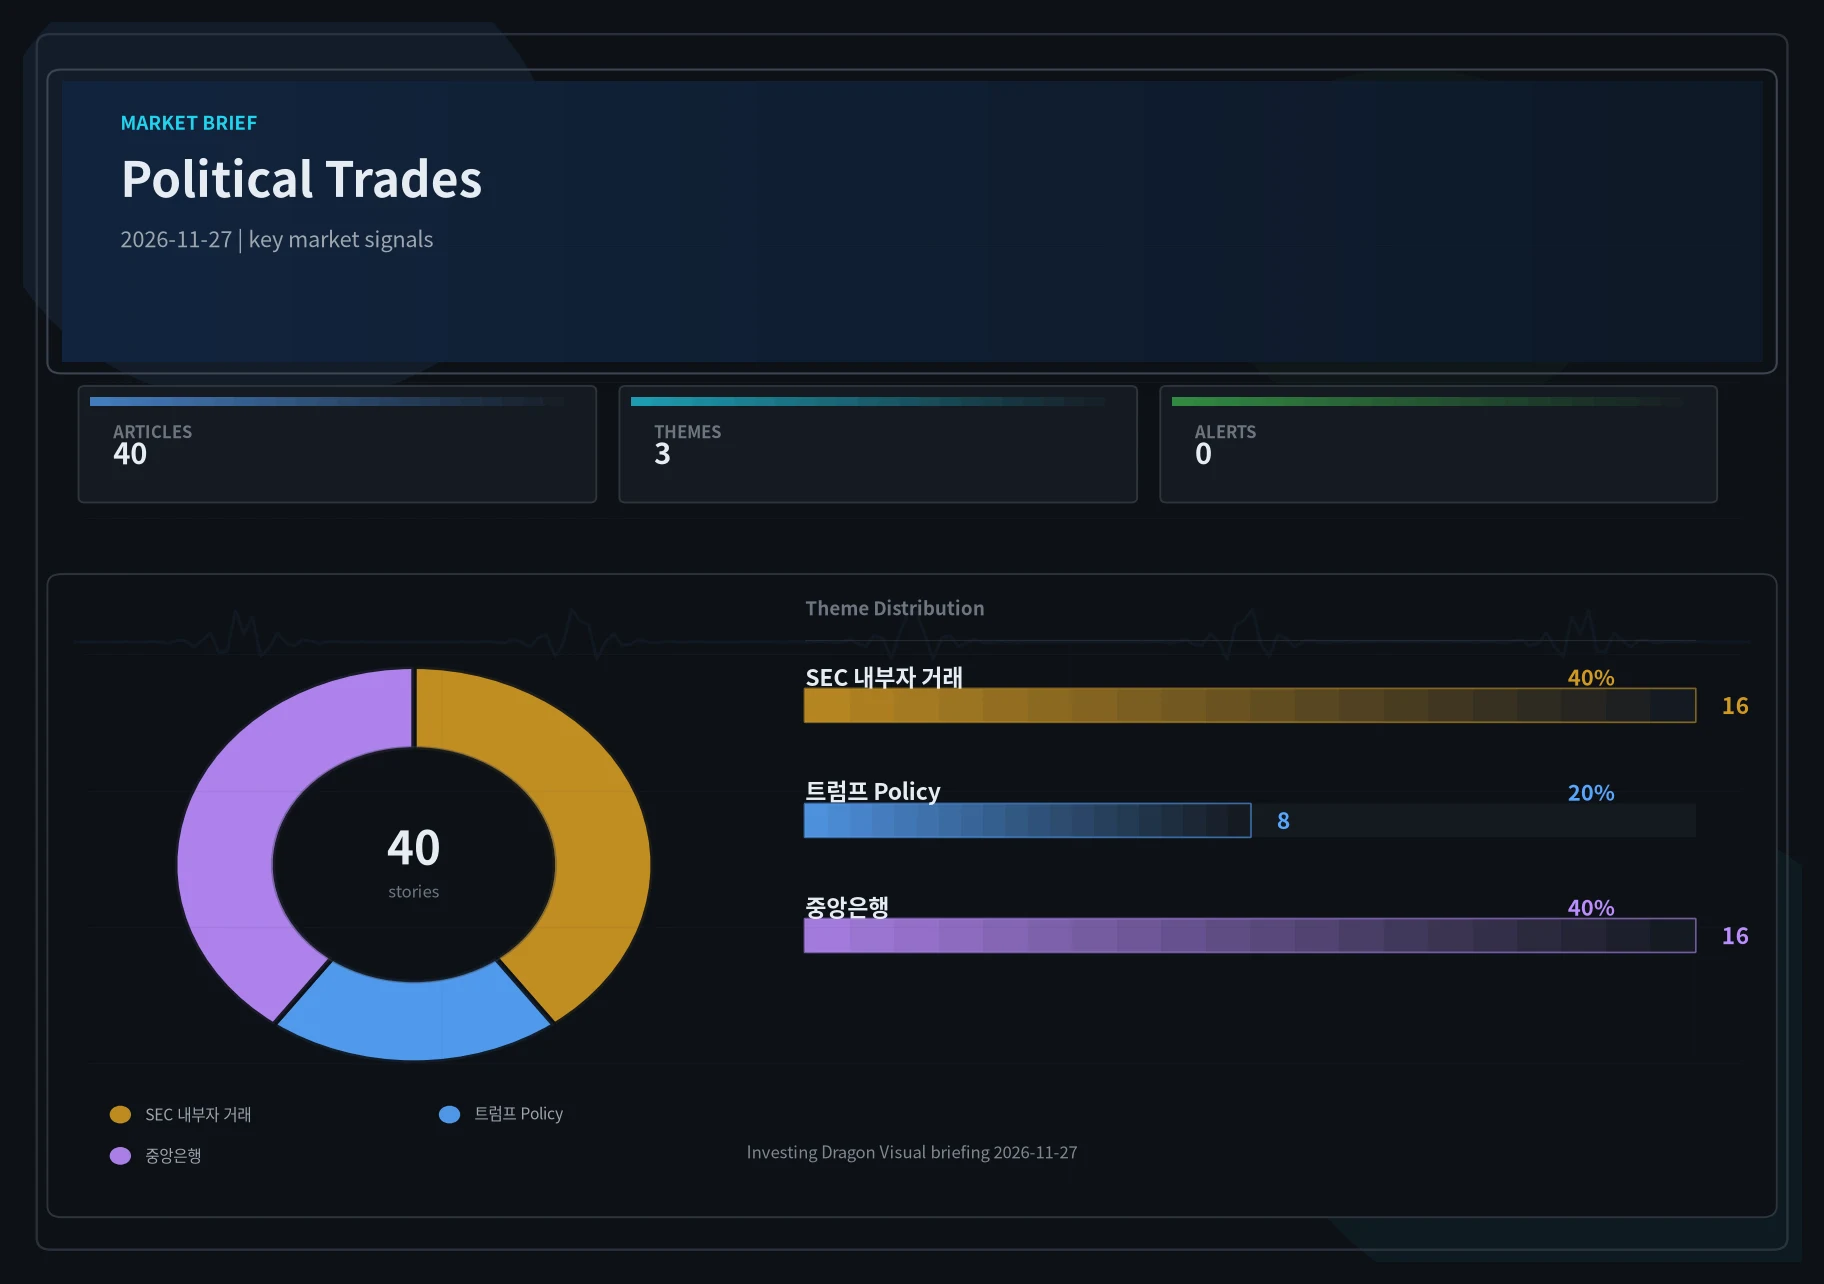 MARKET BRIEF
Political Trades
2026-11-27 | key market signals
ARTICLES
40
THEMES
3
ALERTS
0
Theme Distribution
SEC 내부자 거래
40%
16
트럼프 Policy
20%
8
중앙은행
40%
16
40
stories
SEC 내부자 거래
트럼프 Policy
중앙은행
Investing Dragon Visual briefing 2026-11-27